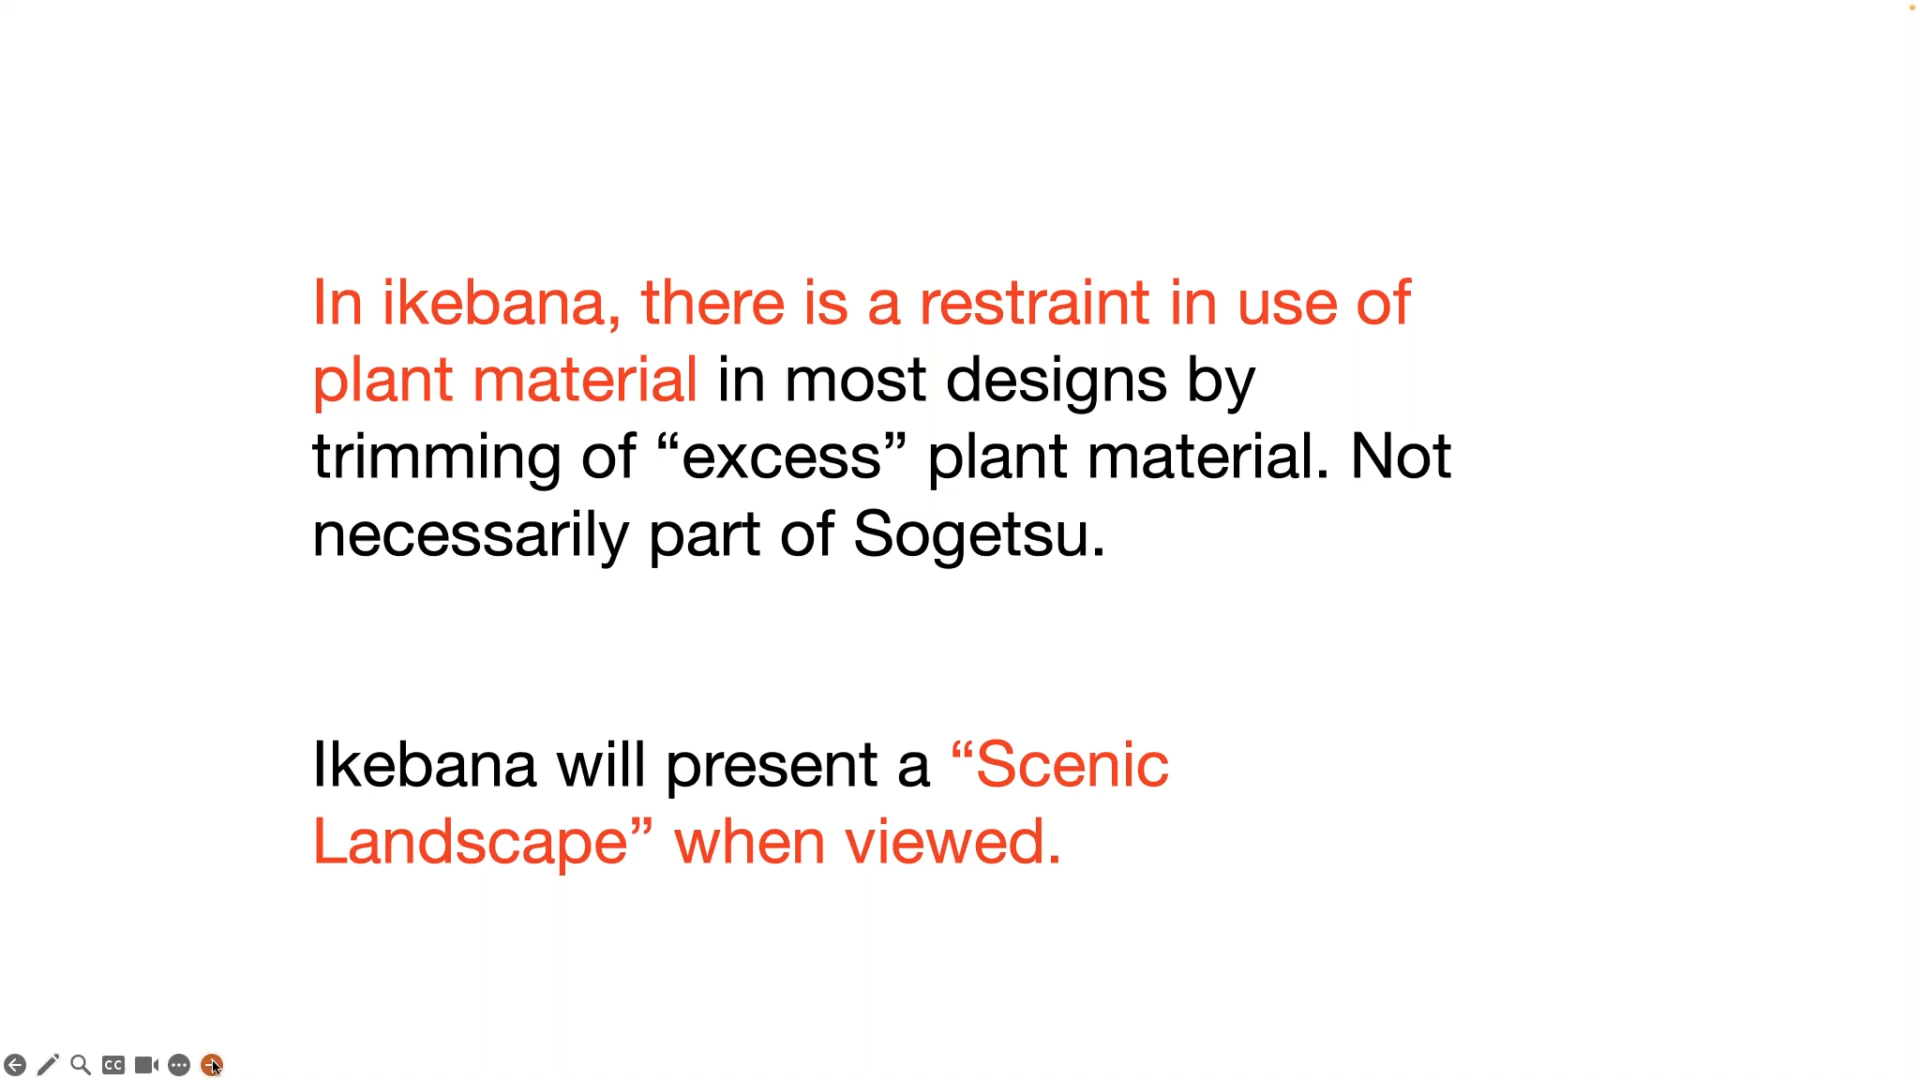 In ikebana, there is a restraint in use of
plant material in most designs by
trimming of “excess” plant material. Not
necessarily part of Sogetsu.
Ikebana will present a “Scenic
Landscape” when viewed.
CC